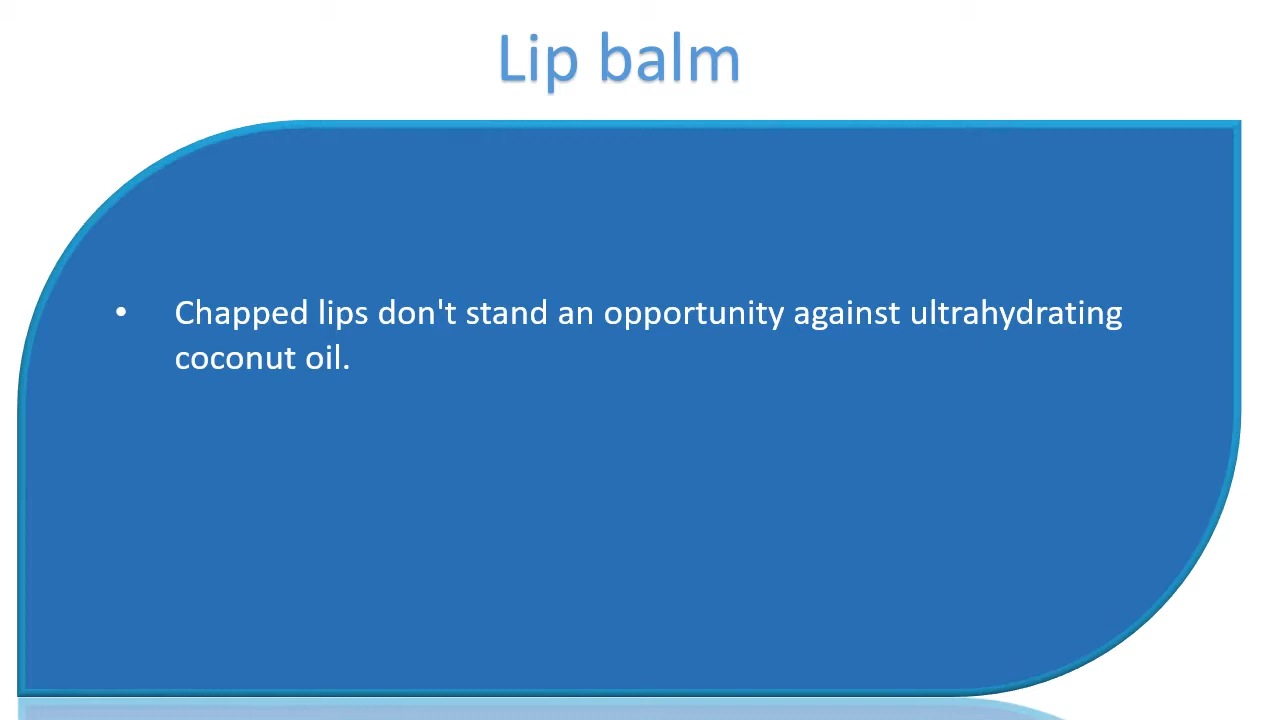 Lip balm
• Chapped lips don't stand an opportunity against ultrahydrating
coconut oil.